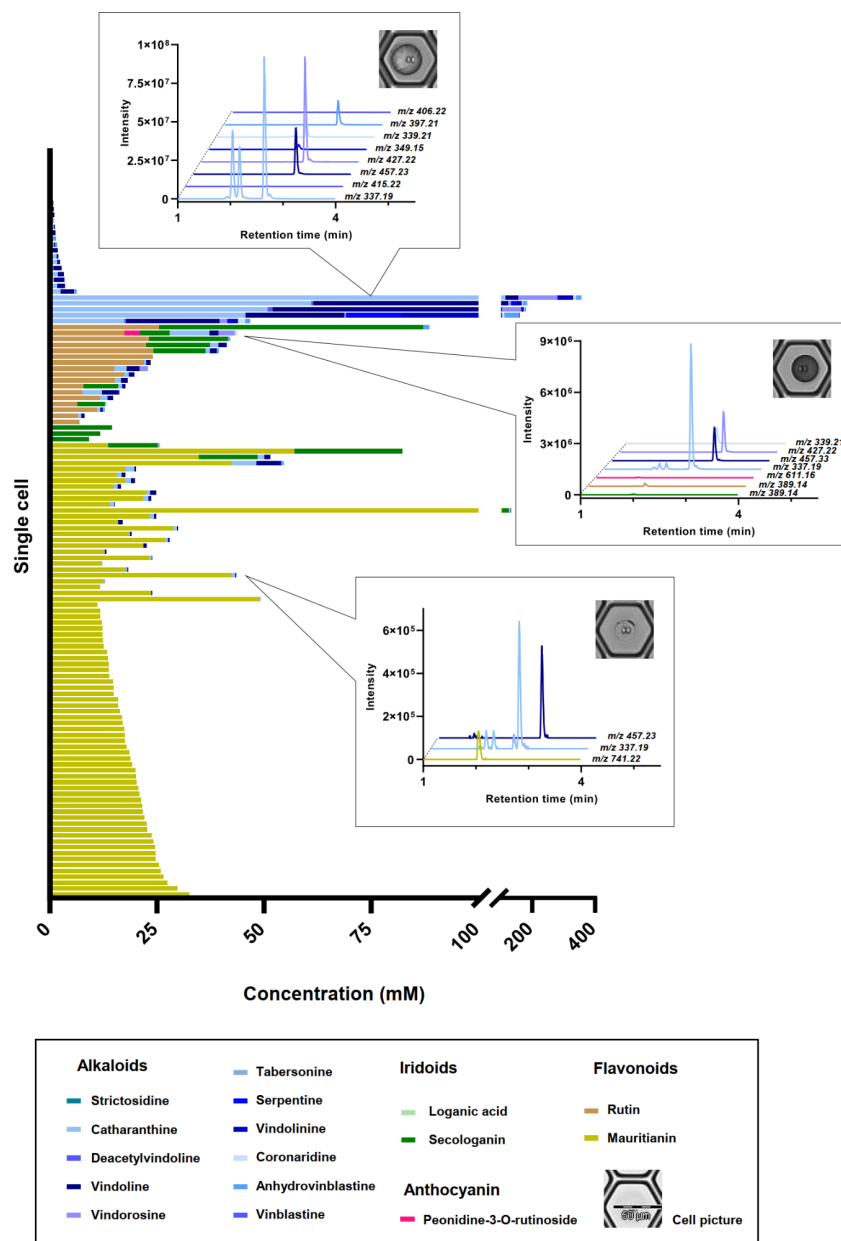 1×10⁸
7.5×10⁷
5×10⁷
2.5×10⁷
0
Intensity
m/z 406.22
m/z 397.21
m/z 339.21
m/z 349.15
m/z 427.22
m/z 457.23
m/z 415.22
m/z 337.19
1
4
Retention time (min)
9×10⁶
6×10⁶
3×10⁶
0
Intensity
m/z 339.21
m/z 427.22
m/z 457.33
m/z 337.19
m/z 611.16
m/z 389.14
m/z 389.14
1
4
Retention time (min)
6×10⁵
4×10⁵
2×10⁵
0
Intensity
m/z 457.23
m/z 337.19
m/z 741.22
1
4
Retention time (min)
Single cell
0
25
50
75
100
200
400
Concentration (mM)
Alkaloids
Strictosidine
Catharanthine
Deacetylvindoline
Vindoline
Vindorosine
Tabersonine
Serpentine
Vindolinine
Coronaridine
Anhydrovinblastine
Vinblastine
Iridoids
Loganic acid
Secologanin
Anthocyanin
Peonidine-3-O-rutinoside
Flavonoids
Rutin
Mauritianin
50 µm
Cell picture